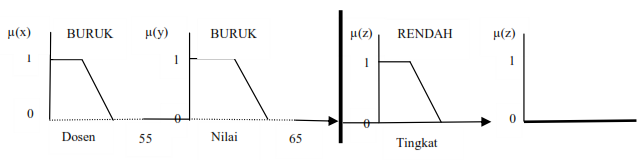 μ(x) BURUK μ(y) BURUK μ(z) RENDAH μ(z)
1 1 1 1
0 0 0 0
Dosen 55 Nilai 65 Tingkat